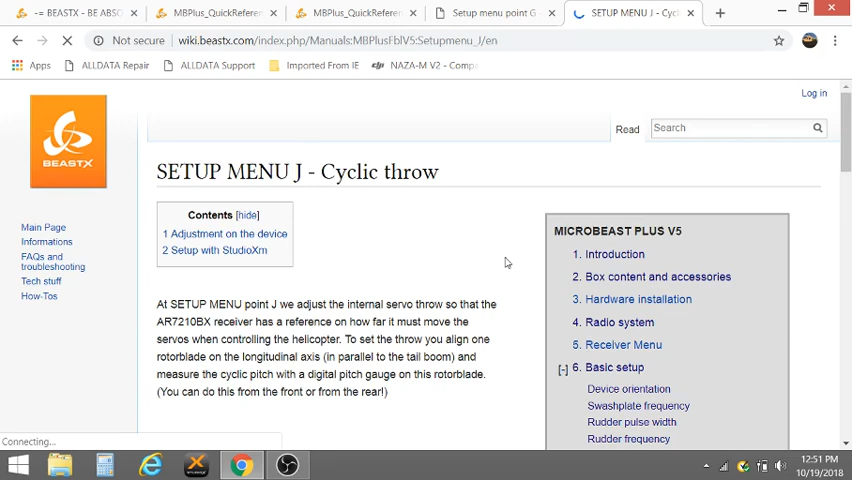 -= BEASTX - BE ABSO
MBPlus_QuickReferen
MBPlus_QuickReferen
Setup menu point G
SETUP MENU J - Cycl
Not secure
wiki.beastx.com/index.php/Manuals:MBPlusFblV5:Setupmenu_J/en
Apps
ALLDATA Repair
ALLDATA Support
Imported From IE
NAZA-M V2 - Compa
Log in
Read
Search
BEASTX
Main Page
Informations
FAQs and
troubleshooting
Tech stuff
How-Tos
SETUP MENU J - Cyclic throw
Contents [hide]
1 Adjustment on the device
2 Setup with StudioXm
At SETUP MENU point J we adjust the internal servo throw so that the
AR7210BX receiver has a reference on how far it must move the
servos when controlling the helicopter. To set the throw you align one
rotorblade on the longitudinal axis (in parallel to the tail boom) and
measure the cyclic pitch with a digital pitch gauge on this rotorblade.
(You can do this from the front or from the rear!)
MICROBEAST PLUS V5
1. Introduction
2. Box content and accessories
3. Hardware installation
4. Radio system
5. Receiver Menu
[-] 6. Basic setup
Device orientation
Swashplate frequency
Rudder pulse width
Rudder frequency
Connecting...
12:51 PM
10/19/2018